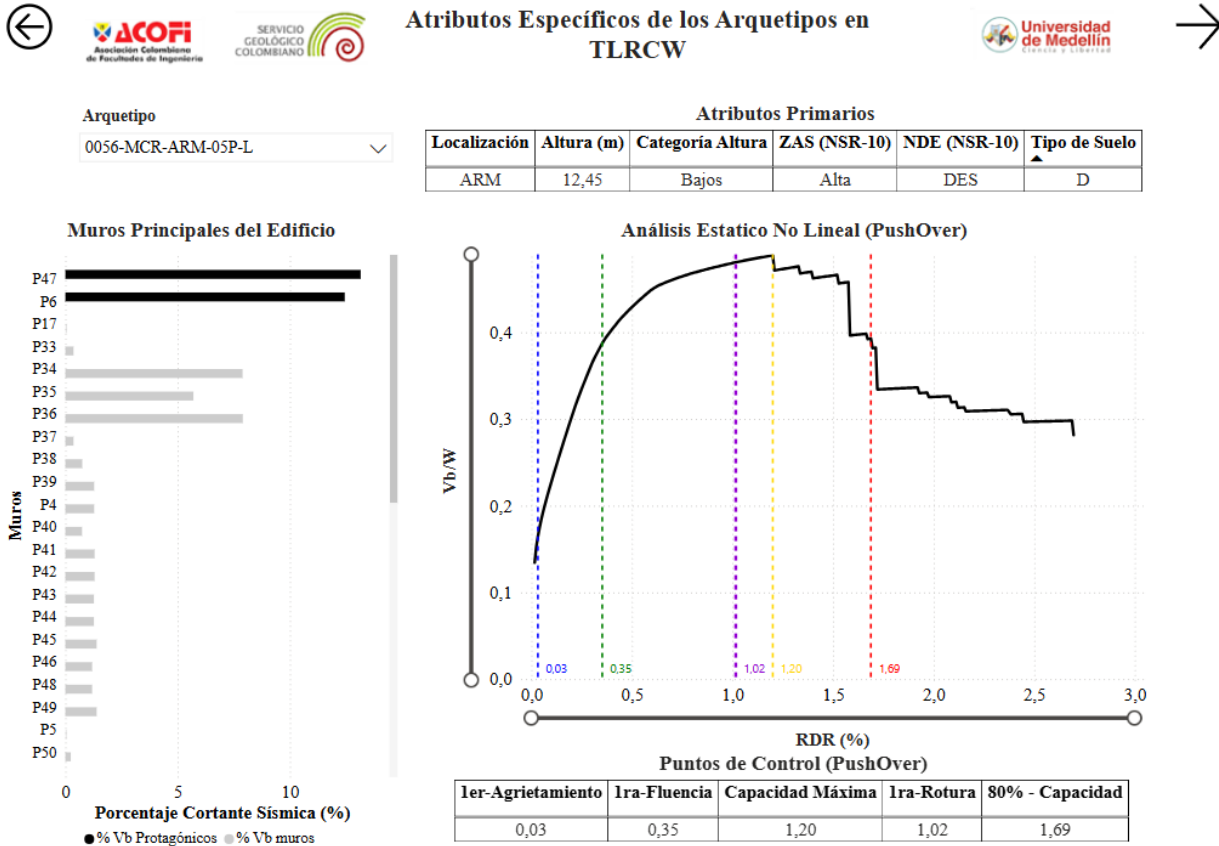 ACOFI
Asociación Colombiana
de Facultades de Ingeniería
SERVICIO
GEOLÓGICO
COLOMBIANO
Atributos Específicos de los Arquetipos en
TLRCW
Universidad
de Medellín
Ciencia y Libertad
Arquetipo
0056-MCR-ARM-05P-L
Atributos Primarios
Localización Altura (m) Categoría Altura ZAS (NSR-10) NDE (NSR-10) Tipo de Suelo
ARM 12,45 Bajos Alta DES D
Muros Principales del Edificio
Muros
P47
P6
P17
P33
P34
P35
P36
P37
P38
P39
P4
P40
P41
P42
P43
P44
P45
P46
P48
P49
P5
P50
0 5 10
Porcentaje Cortante Sísmica (%)
% Vb Protagónicos % Vb muros
Análisis Estatico No Lineal (PushOver)
Vb/W
0,4
0,3
0,2
0,1
0,0
0,03 0,35 1,02 1,20 1,69
0,0 0,5 1,0 1,5 2,0 2,5 3,0
RDR (%)
Puntos de Control (PushOver)
1er-Agrietamiento 1ra-Fluencia Capacidad Máxima 1ra-Rotura 80% - Capacidad
0,03 0,35 1,20 1,02 1,69